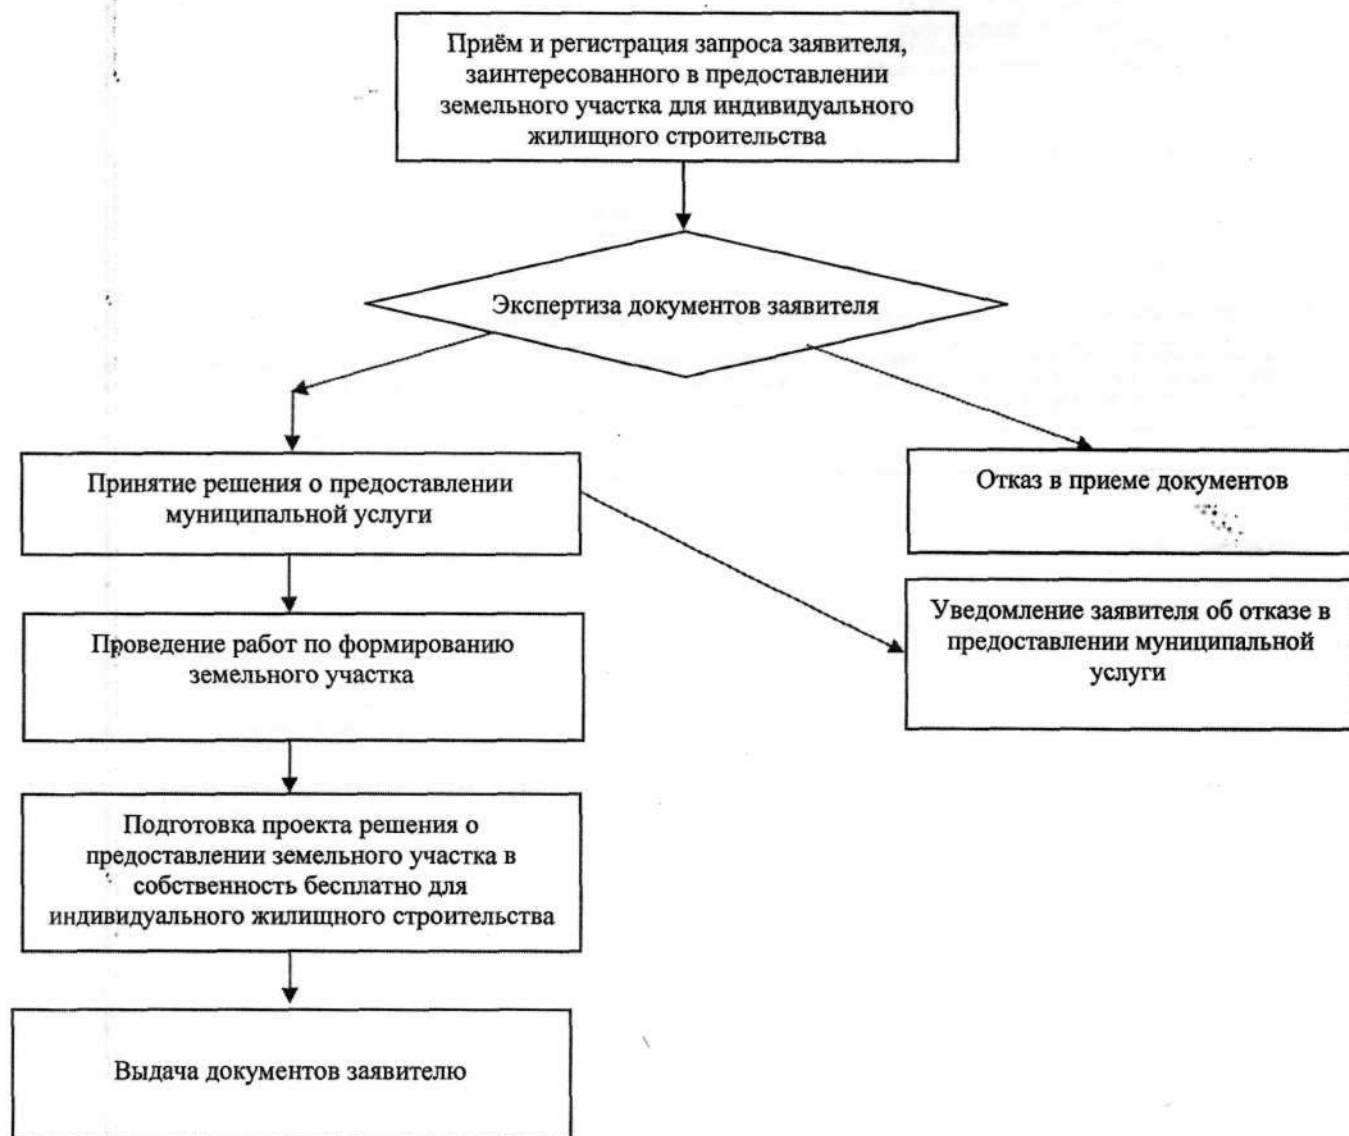 Приём и регистрация запроса заявителя,
заинтересованного в предоставлении
земельного участка для индивидуального
жилищного строительства
Экспертиза документов заявителя
Принятие решения о предоставлении
муниципальной услуги
Отказ в приеме документов
Уведомление заявителя об отказе в
предоставлении муниципальной
услуги
Проведение работ по формированию
земельного участка
Подготовка проекта решения о
предоставлении земельного участка в
собственность бесплатно для
индивидуального жилищного строительства
Выдача документов заявителю